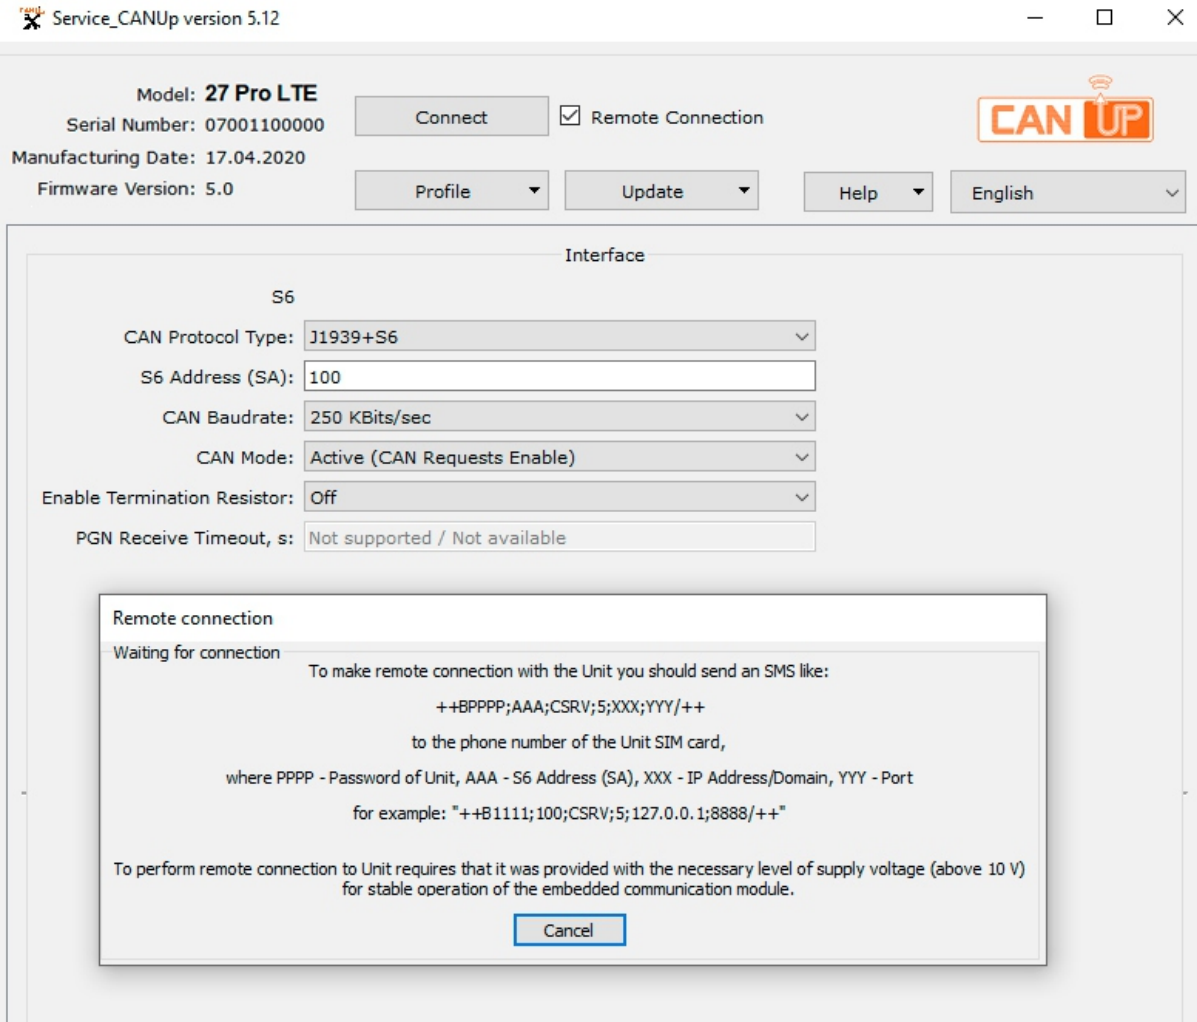 Service_CANUp version 5.12
Model: 27 Pro LTE
Serial Number: 07001100000
Manufacturing Date: 17.04.2020
Firmware Version: 5.0
Connect
Remote Connection
CAN UP
Profile
Update
Help
English
Interface
S6
CAN Protocol Type: J1939+S6
S6 Address (SA): 100
CAN Baudrate: 250 KBits/sec
CAN Mode: Active (CAN Requests Enable)
Enable Termination Resistor: Off
PGN Receive Timeout, s: Not supported / Not available
Remote connection
Waiting for connection
To make remote connection with the Unit you should send an SMS like:
++BPPPP;AAA;CSRV;5;XXX;YYY/++
to the phone number of the Unit SIM card,
where PPPP - Password of Unit, AAA - S6 Address (SA), XXX - IP Address/Domain, YYY - Port
for example: "++B1111;100;CSRV;5;127.0.0.1;8888/++"
To perform remote connection to Unit requires that it was provided with the necessary level of supply voltage (above 10 V)
for stable operation of the embedded communication module.
Cancel